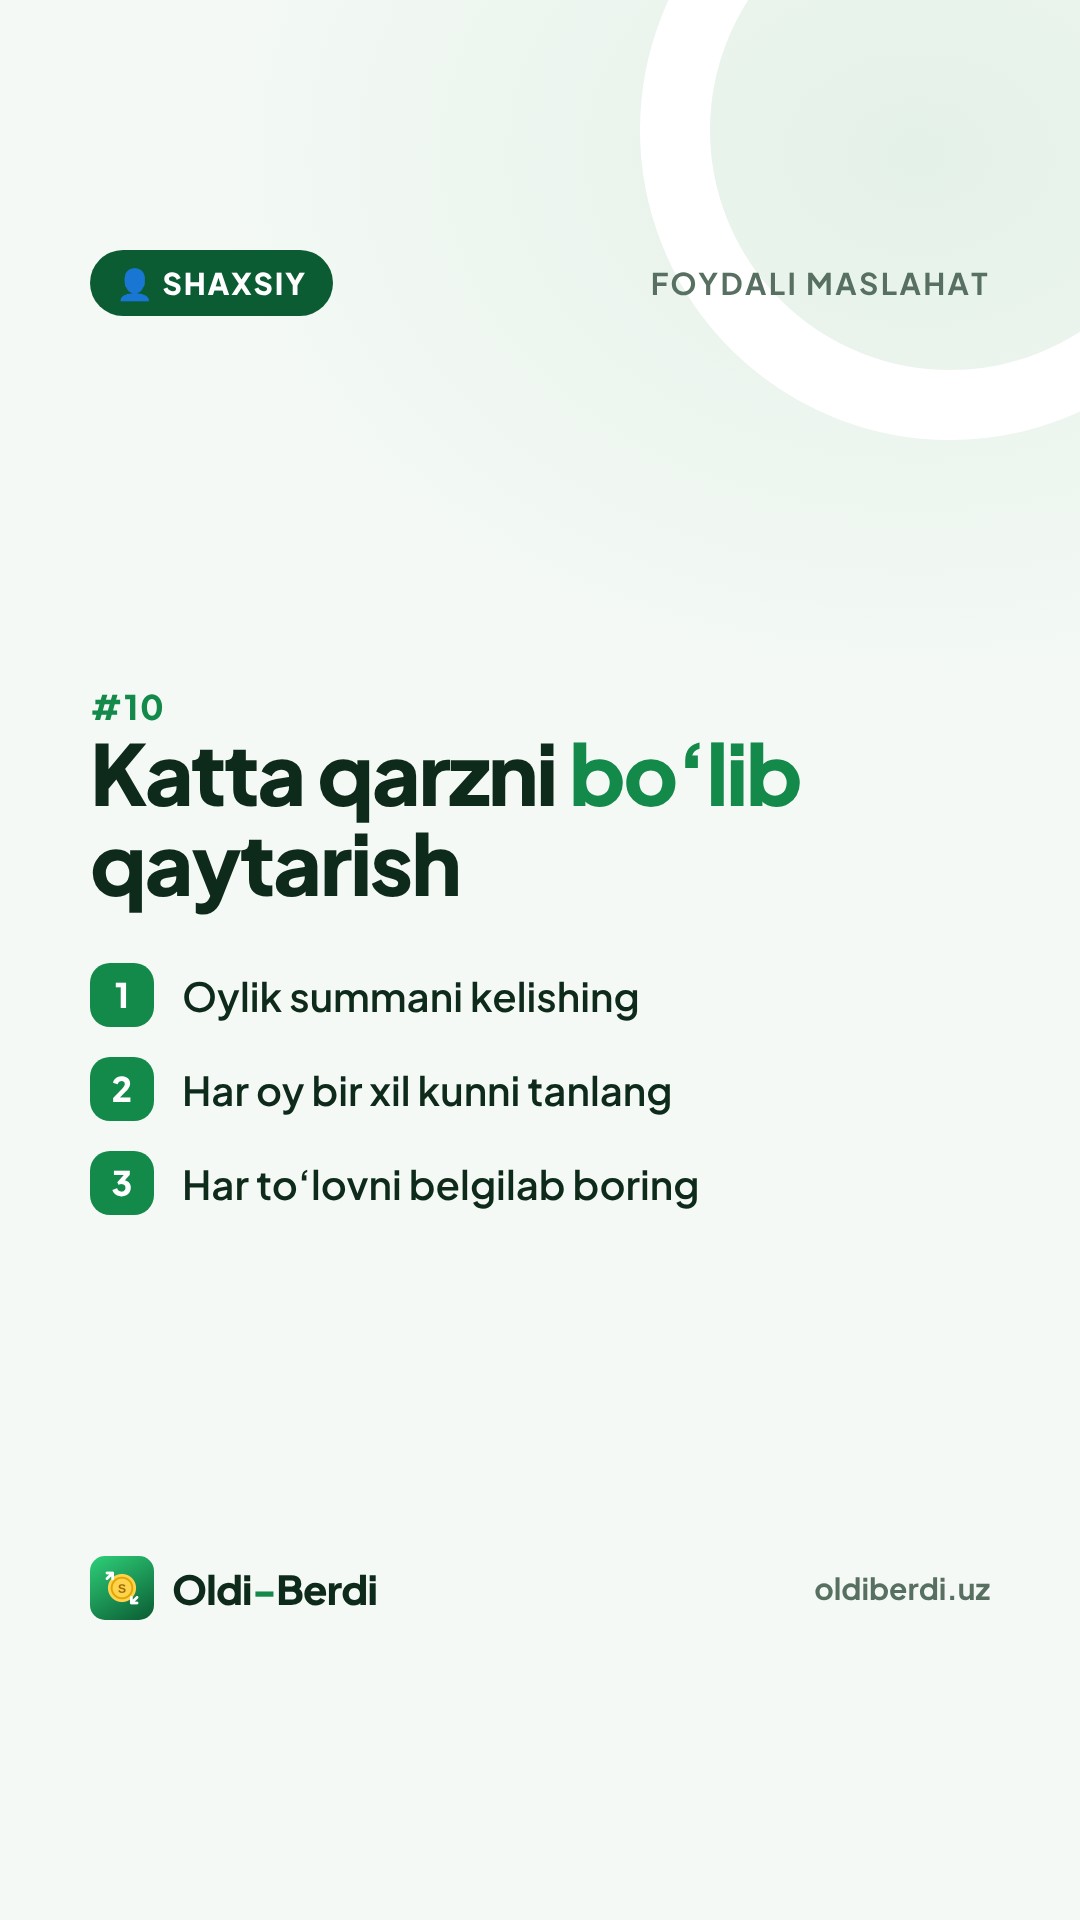 👤 SHAXSIY
FOYDALI MASLAHAT
#10
Katta qarzni bo‘lib
qaytarish
1 Oylik summani kelishing
2 Har oy bir xil kunni tanlang
3 Har to‘lovni belgilab boring
S
Oldi–Berdi
oldiberdi.uz